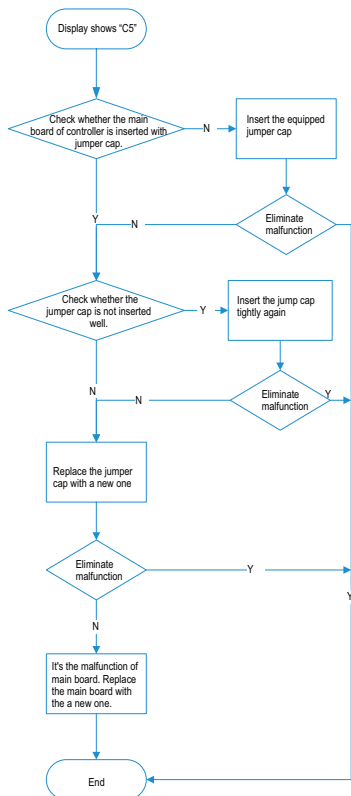 Display shows “C5”
Check whether the main
board of controller is inserted with
jumper cap.
N
Insert the equipped
jumper cap
Y
N
Eliminate
malfunction
Check whether the
jumper cap is not inserted
well.
Y
Insert the jump cap
tightly again
N
N
Eliminate
malfunction
Y
Replace the jumper
cap with a new one
Eliminate
malfunction
Y
Y
N
It's the malfunction of
main board. Replace
the main board with
the a new one.
End